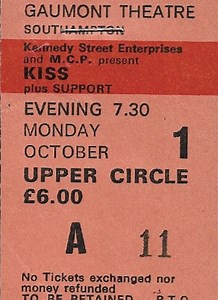 GAUMONT THEATRE
SOUTHAMPTON
Kennedy Street Enterprises
and M.C.P. present
KISS
plus SUPPORT
EVENING 7.30
MONDAY
OCTOBER 1
UPPER CIRCLE
£6.00
A 11
No Tickets exchanged nor
money refunded
TO BE RETAINED P.T.O.